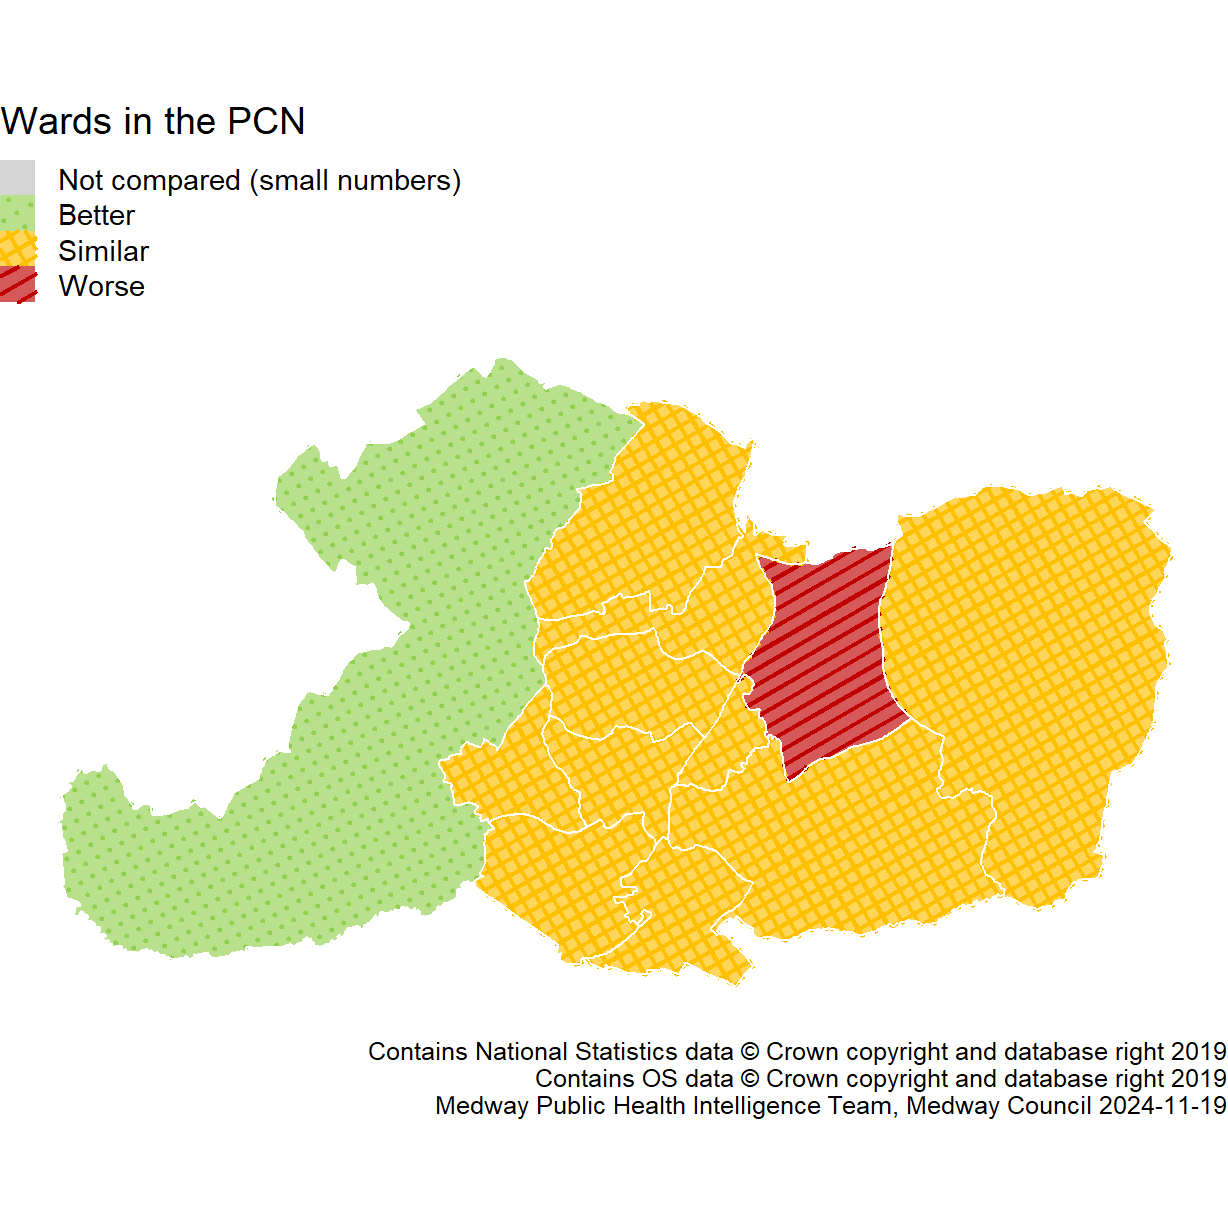 Wards in the PCN
Not compared (small numbers)
Better
Similar
Worse
Contains National Statistics data © Crown copyright and database right 2019
Contains OS data © Crown copyright and database right 2019
Medway Public Health Intelligence Team, Medway Council 2024-11-19